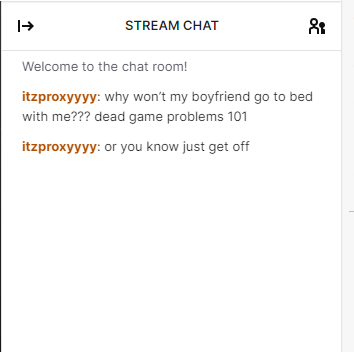 STREAM CHAT
Welcome to the chat room!
itzproxyyyy: why won't my boyfriend go to bed
with me??? dead game problems 101
itzproxyyyy: or you know just get off